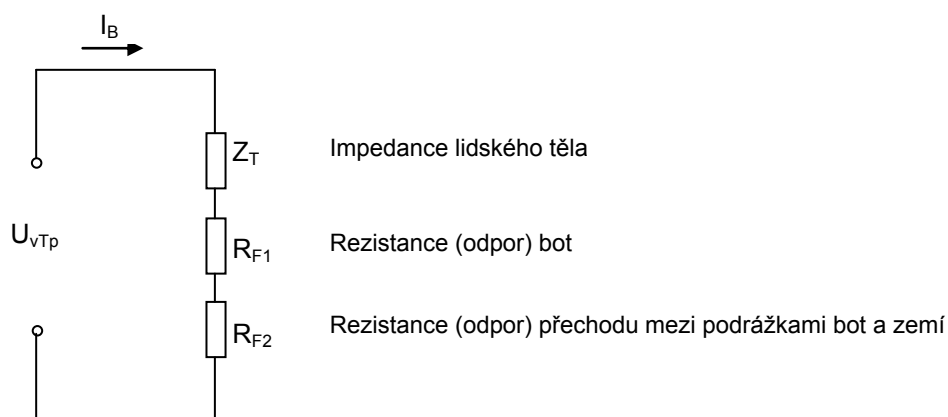 I_B
Z_T Impedance lidského těla
U_vTp
R_F1 Rezistance (odpor) bot
R_F2 Rezistance (odpor) přechodu mezi podrážkami bot a zemí